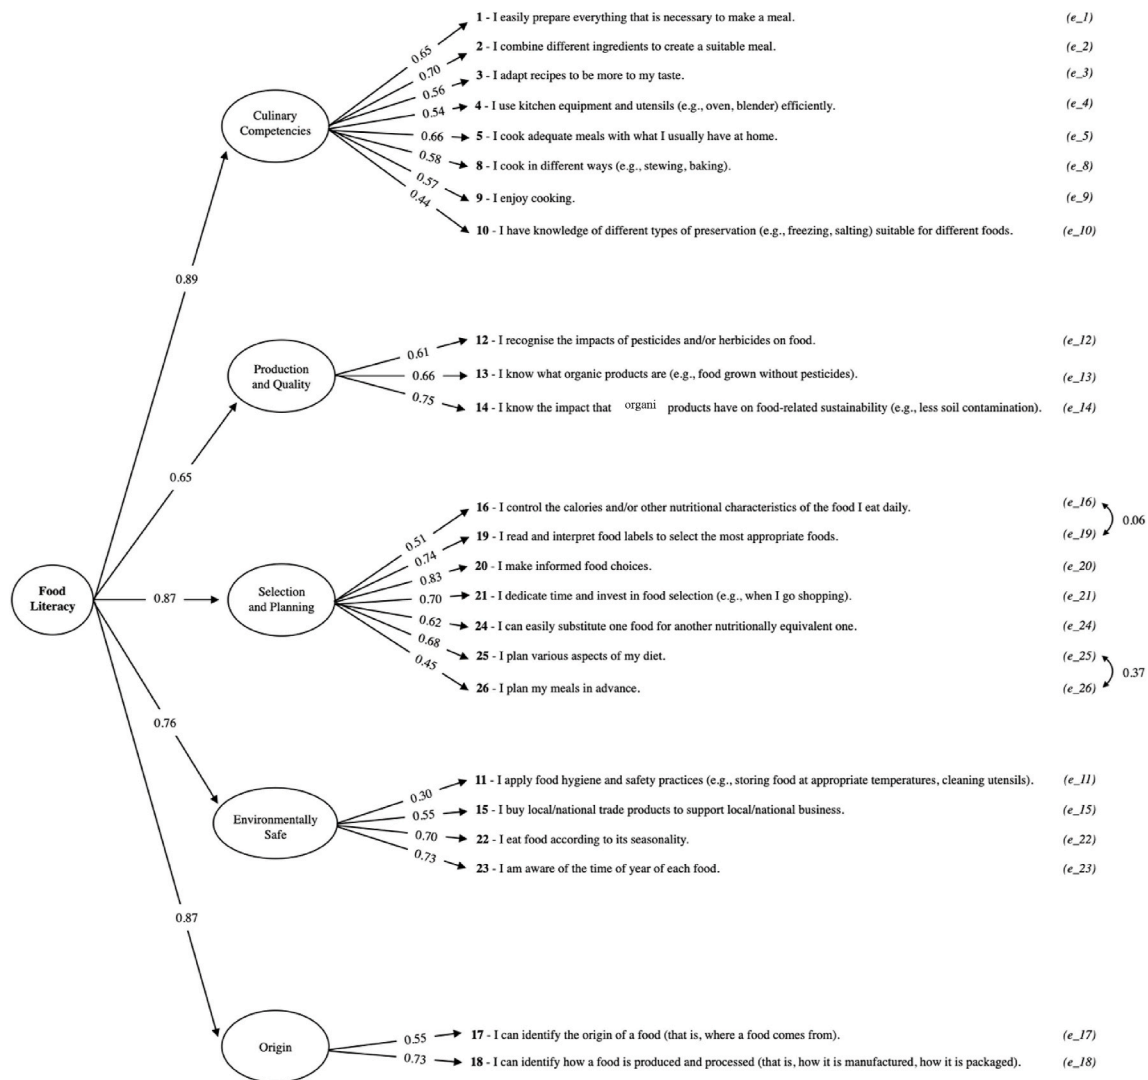 1 - I easily prepare everything that is necessary to make a meal. (e_1)
0.65
2 - I combine different ingredients to create a suitable meal. (e_2)
0.70
3 - I adapt recipes to be more to my taste. (e_3)
0.56
Culinary
Competencies
4 - I use kitchen equipment and utensils (e.g., oven, blender) efficiently. (e_4)
0.54
5 - I cook adequate meals with what I usually have at home. (e_5)
0.66
8 - I cook in different ways (e.g., stewing, baking). (e_8)
0.58
9 - I enjoy cooking. (e_9)
0.57
10 - I have knowledge of different types of preservation (e.g., freezing, salting) suitable for different foods. (e_10)
0.44
0.89
12 - I recognise the impacts of pesticides and/or herbicides on food. (e_12)
0.61
Production
and Quality
13 - I know what organic products are (e.g., food grown without pesticides). (e_13)
0.66
14 - I know the impact that organi products have on food-related sustainability (e.g., less soil contamination). (e_14)
0.75
0.65
16 - I control the calories and/or other nutritional characteristics of the food I eat daily. (e_16)
0.51
0.06
19 - I read and interpret food labels to select the most appropriate foods. (e_19)
0.74
20 - I make informed food choices. (e_20)
0.83
Food
Literacy
0.87
Selection
and Planning
21 - I dedicate time and invest in food selection (e.g., when I go shopping). (e_21)
0.70
24 - I can easily substitute one food for another nutritionally equivalent one. (e_24)
0.62
25 - I plan various aspects of my diet. (e_25)
0.68
0.37
26 - I plan my meals in advance. (e_26)
0.45
0.76
11 - I apply food hygiene and safety practices (e.g., storing food at appropriate temperatures, cleaning utensils). (e_11)
0.30
15 - I buy local/national trade products to support local/national business. (e_15)
0.55
Environmentally
Safe
22 - I eat food according to its seasonality. (e_22)
0.70
23 - I am aware of the time of year of each food. (e_23)
0.73
0.87
17 - I can identify the origin of a food (that is, where a food comes from). (e_17)
0.55
Origin
18 - I can identify how a food is produced and processed (that is, how it is manufactured, how it is packaged). (e_18)
0.73